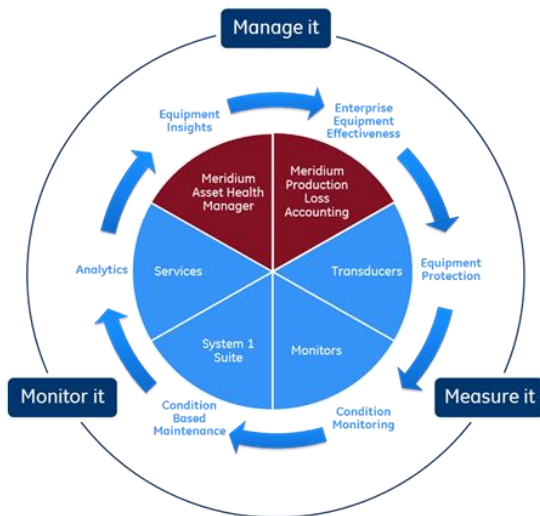 Manage it
Equipment
Insights
Enterprise
Equipment
Effectiveness
Meridium
Asset Health
Manager
Meridium
Production
Loss
Accounting
Analytics
Services
Transducers
Equipment
Protection
System 1
Suite
Monitors
Monitor it
Measure it
Condition
Based
Maintenance
Condition
Monitoring